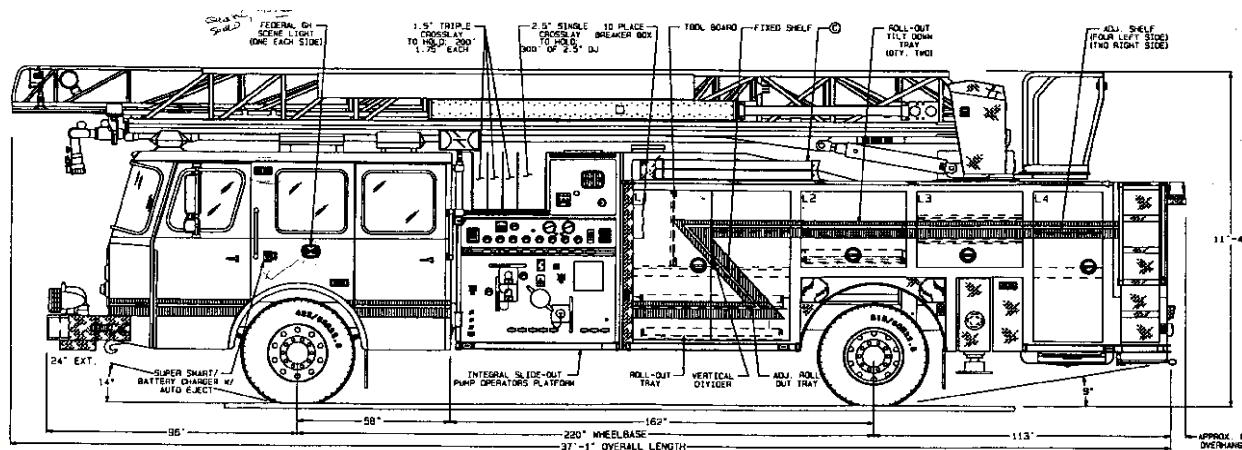 FEDERAL GH
SCENE LIGHT
(ONE EACH SIDE)
1.5" TRIPLE
CROSSLAY
TO HOLD: 200'
1.75" EACH
2.5" SINGLE
CROSSLAY
TO HOLD:
300' OF 2.5" DJ
10 PLACE
BREAKER BOX
TOOL BOARD
FIXED SHELF
C
ROLL-OUT
TILT DOWN
TRAY
(QTY. TWO)
ADJ. SHELF
(FOUR LEFT SIDE)
(TWO RIGHT SIDE)
L2
L3
L4
11'-4
24" EXT.
14"
SUPER SMART/
BATTERY CHARGER W/
AUTO EJECT
INTEGRAL SLIDE-OUT
PUMP OPERATORS PLATFORM
ROLL-OUT
TRAY
VERTICAL
DIVIDER
ADJ. ROLL
OUT TRAY
9"
96"
58"
162"
113"
220" WHEELBASE
37'-1" OVERALL LENGTH
APPROX.
OVERHANG